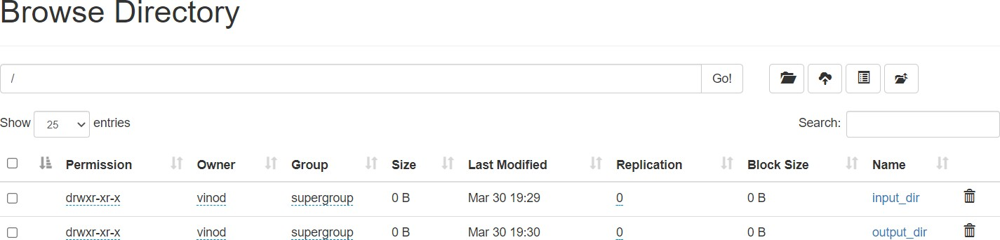 Browse Directory
/ Go!
Show 25 entries Search:
Permission Owner Group Size Last Modified Replication Block Size Name
drwxr-xr-x vinod supergroup 0 B Mar 30 19:29 0 0 B input_dir
drwxr-xr-x vinod supergroup 0 B Mar 30 19:30 0 0 B output_dir